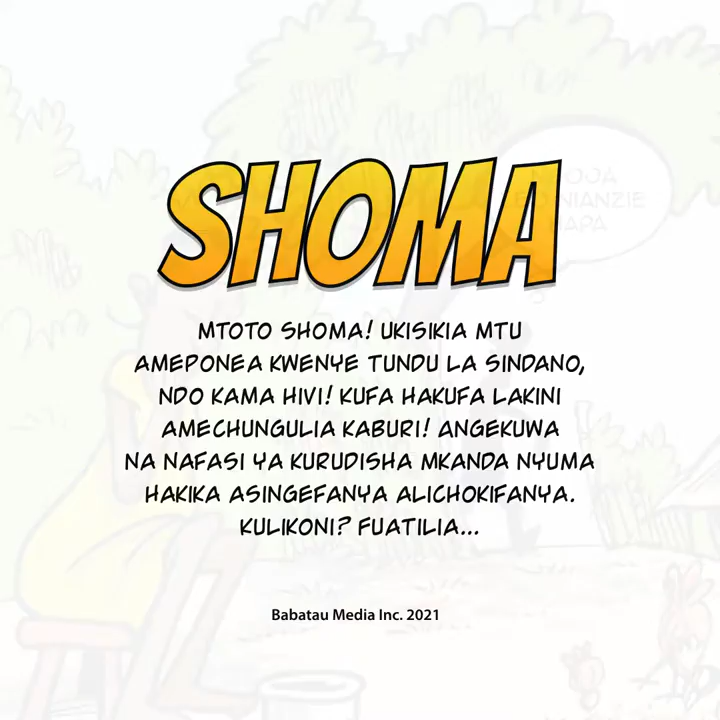 SHOMA
MTOTO SHOMA! UKISIKIA MTU
AMEPONEA KWENYE TUNDU LA SINDANO,
NDO KAMA HIVI! KUFA HAKUFA LAKINI
AMECHUNGULIA KABURI! ANGEKUWA
NA NAFASI YA KURUDISHA MKANDA NYUMA
HAKIKA ASINGEFANYA ALICHOKIFANYA.
KULIKONI? FUATILIA...
Babatau Media Inc. 2021